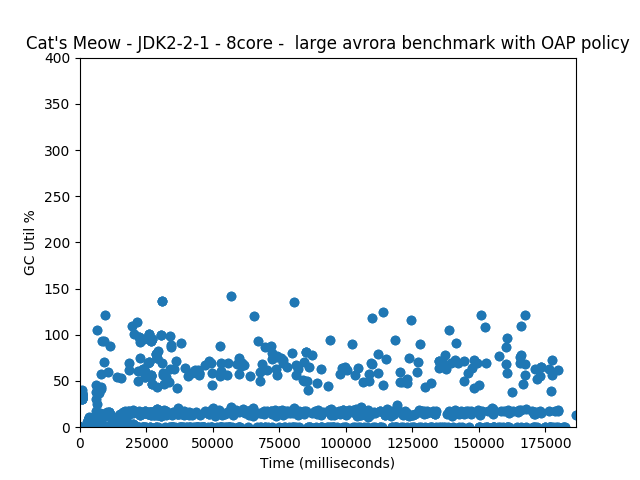 Cat's Meow - JDK2-2-1 - 8core -  large avrora benchmark with OAP policy
400
350
300
250
200
150
100
50
0
GC Util %
0 25000 50000 75000 100000 125000 150000 175000
Time (milliseconds)